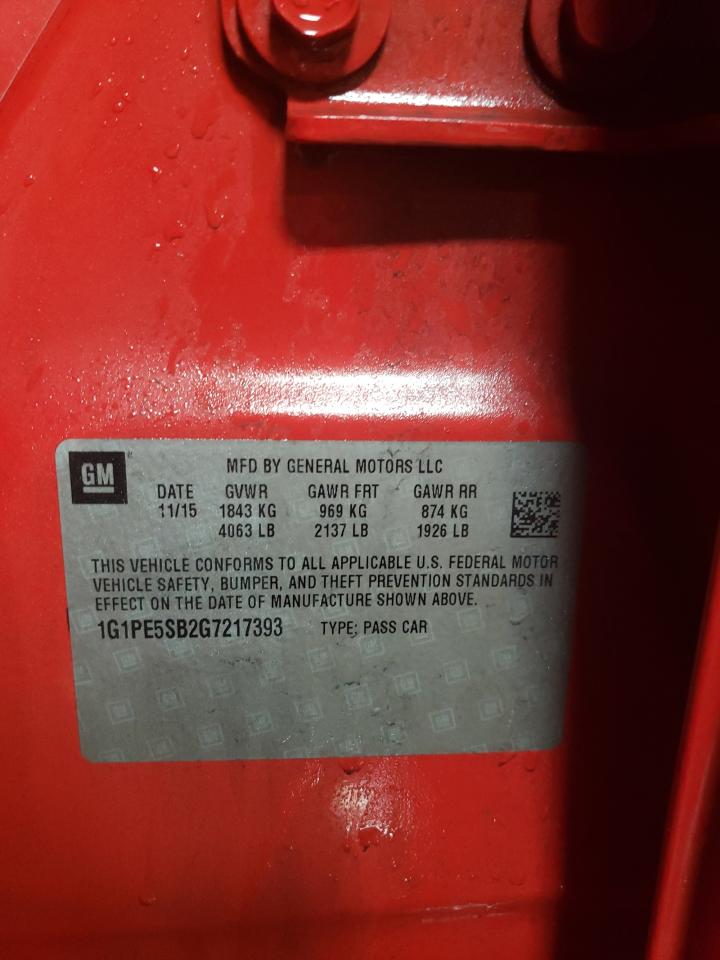 GM
MFD BY GENERAL MOTORS LLC
DATE GVWR GAWR FRT GAWR RR
11/15 1843 KG 969 KG 874 KG
4063 LB 2137 LB 1926 LB
THIS VEHICLE CONFORMS TO ALL APPLICABLE U.S. FEDERAL MOTOR
VEHICLE SAFETY, BUMPER, AND THEFT PREVENTION STANDARDS IN
EFFECT ON THE DATE OF MANUFACTURE SHOWN ABOVE.
1G1PE5SB2G7217393 TYPE: PASS CAR